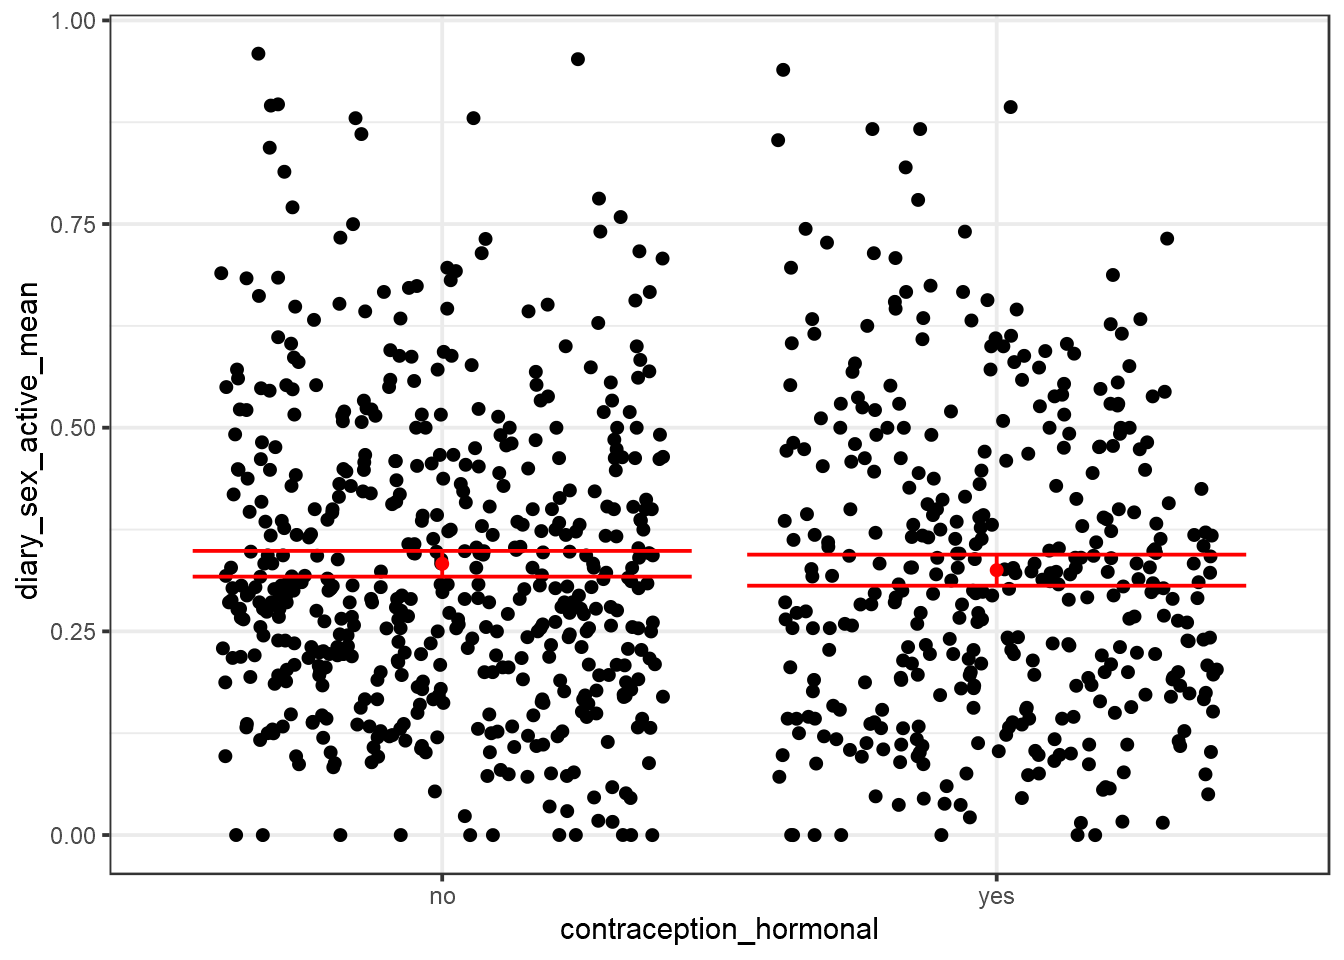 1.00
0.75
0.50
0.25
0.00
diary_sex_active_mean
no yes
contraception_hormonal